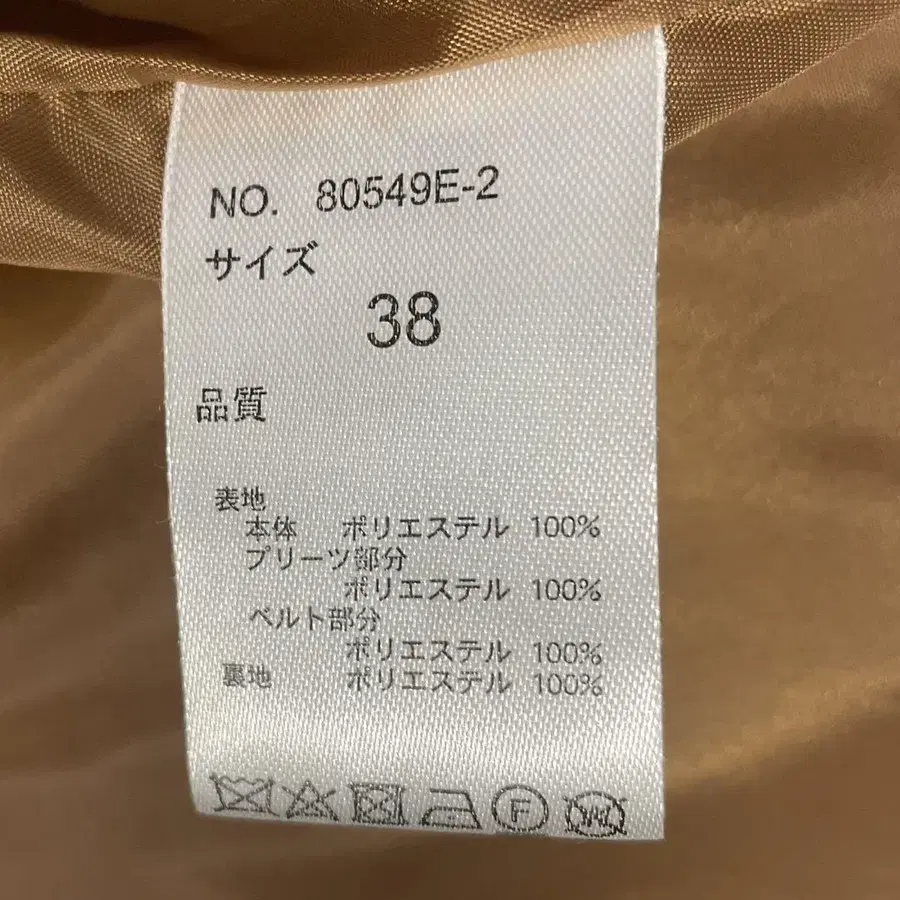 NO. 80549E-2
サイズ
38
品質
表地
本体 ポリエステル 100%
プリーツ部分
ポリエステル 100%
ベルト部分
ポリエステル 100%
裏地 ポリエステル 100%
F
W